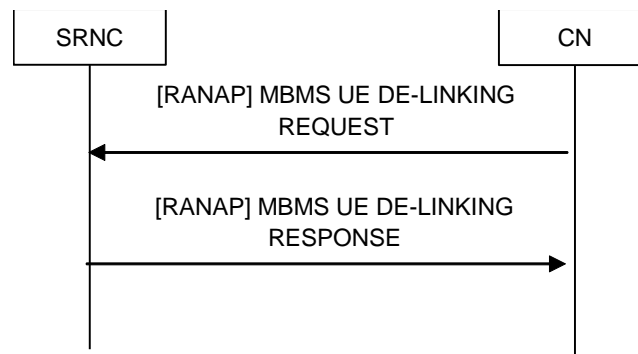 SRNC
CN
[RANAP] MBMS UE DE-LINKING
REQUEST
[RANAP] MBMS UE DE-LINKING
RESPONSE